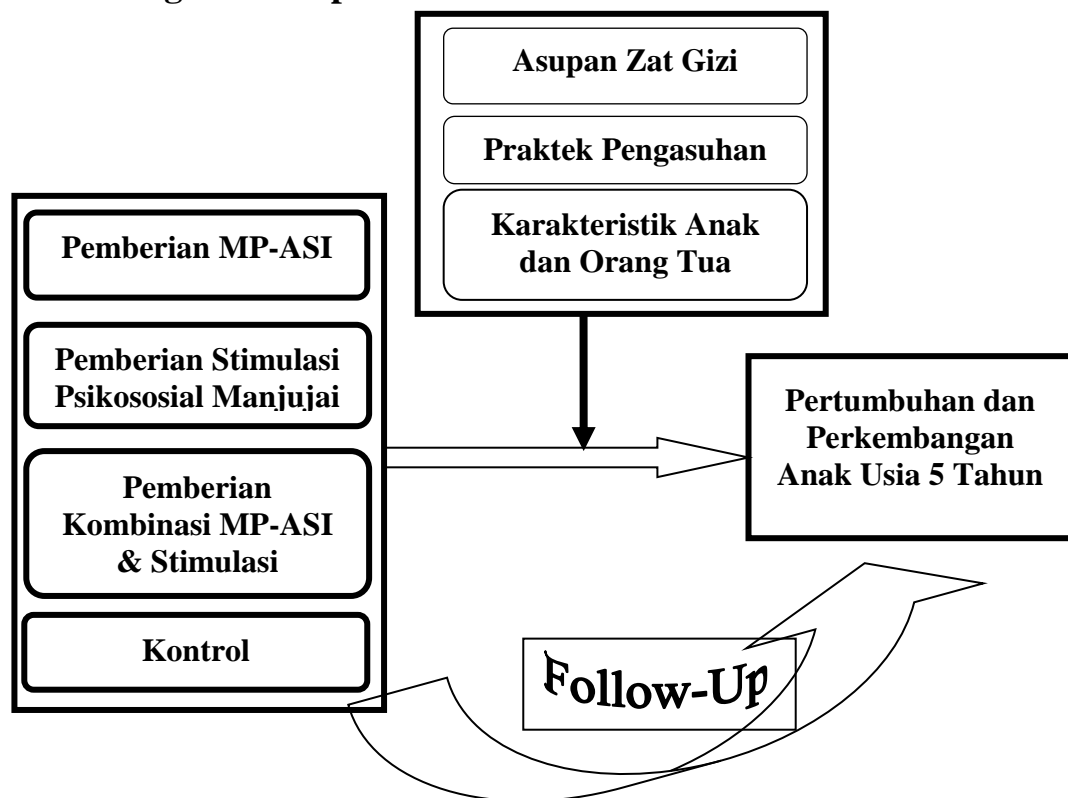 Asupan Zat Gizi
Praktek Pengasuhan
Karakteristik Anak
dan Orang Tua
Pemberian MP-ASI
Pemberian Stimulasi
Psikososial Manjujai
Pemberian
Kombinasi MP-ASI
& Stimulasi
Kontrol
Pertumbuhan dan
Perkembangan
Anak Usia 5 Tahun
Follow-Up